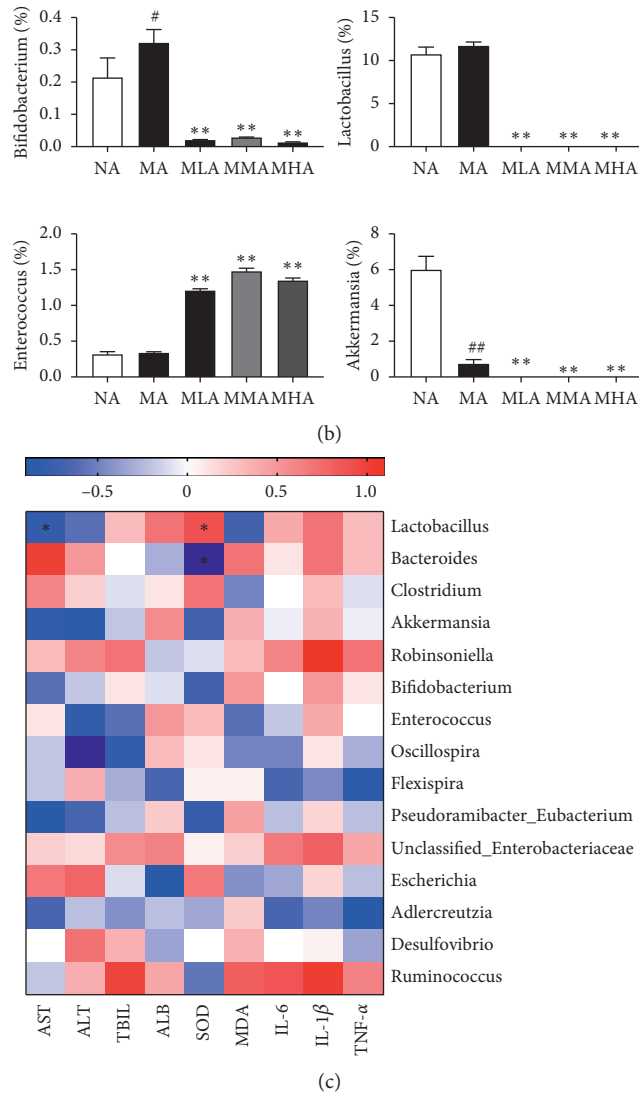 Bifidobacterium (%)
0.4
0.3
0.2
0.1
0.0
#
** ** **
NA MA MLA MMA MHA
Lactobacillus (%)
15
10
5
0
** ** **
NA MA MLA MMA MHA
Enterococcus (%)
2.0
1.5
1.0
0.5
0.0
** ** **
NA MA MLA MMA MHA
Akkermansia (%)
8
6
4
2
0
##
** ** **
NA MA MLA MMA MHA
(b)
−0.5 0 0.5 1.0
* * Lactobacillus
* Bacteroides
Clostridium
Akkermansia
Robinsoniella
Bifidobacterium
Enterococcus
Oscillospira
Flexispira
Pseudoramibacter_Eubacterium
Unclassified_Enterobacteriaceae
Escherichia
Adlercreutzia
Desulfovibrio
Ruminococcus
AST ALT TBIL ALB SOD MDA IL-6 IL-1β TNF-α
(c)